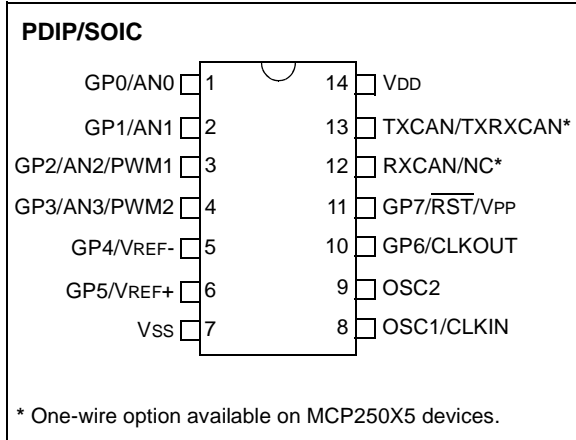 PDIP/SOIC
GP0/AN0 1 14 VDD
GP1/AN1 2 13 TXCAN/TXRXCAN*
GP2/AN2/PWM1 3 12 RXCAN/NC*
GP3/AN3/PWM2 4 11 GP7/RST/VPP
GP4/VREF- 5 10 GP6/CLKOUT
GP5/VREF+ 6 9 OSC2
VSS 7 8 OSC1/CLKIN
* One-wire option available on MCP250X5 devices.